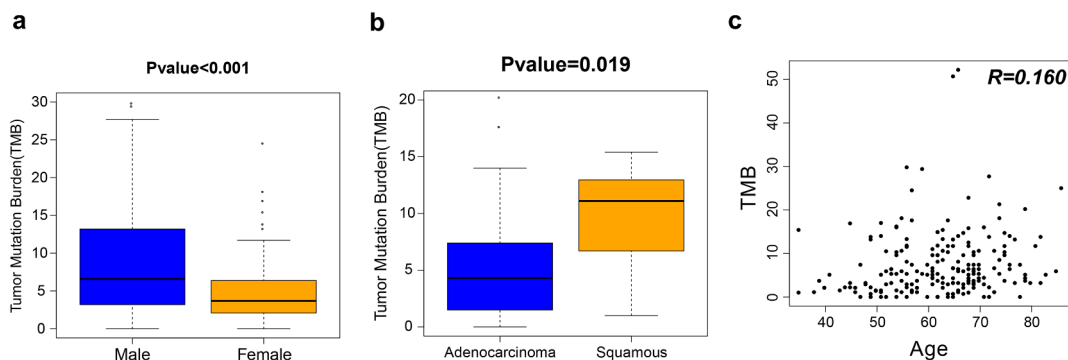 a
Pvalue<0.001
Tumor Mutation Burden(TMB)
30
25
20
15
10
5
0
Male
Female
b
Pvalue=0.019
Tumor Mutation Burden(TMB)
20
15
10
5
0
Adenocarcinoma
Squamous
c
R=0.160
TMB
50
40
30
20
10
0
40
50
60
70
80
Age